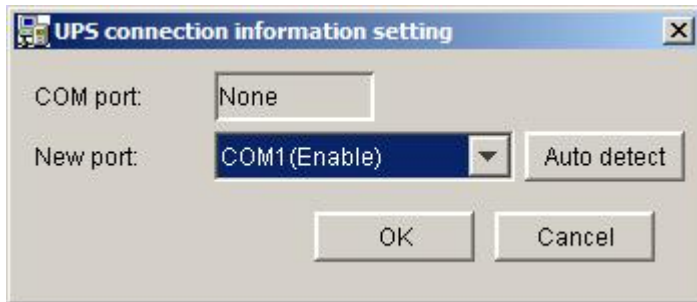 UPS connection information setting
COM port: None
New port: COM1(Enable) Auto detect
OK Cancel